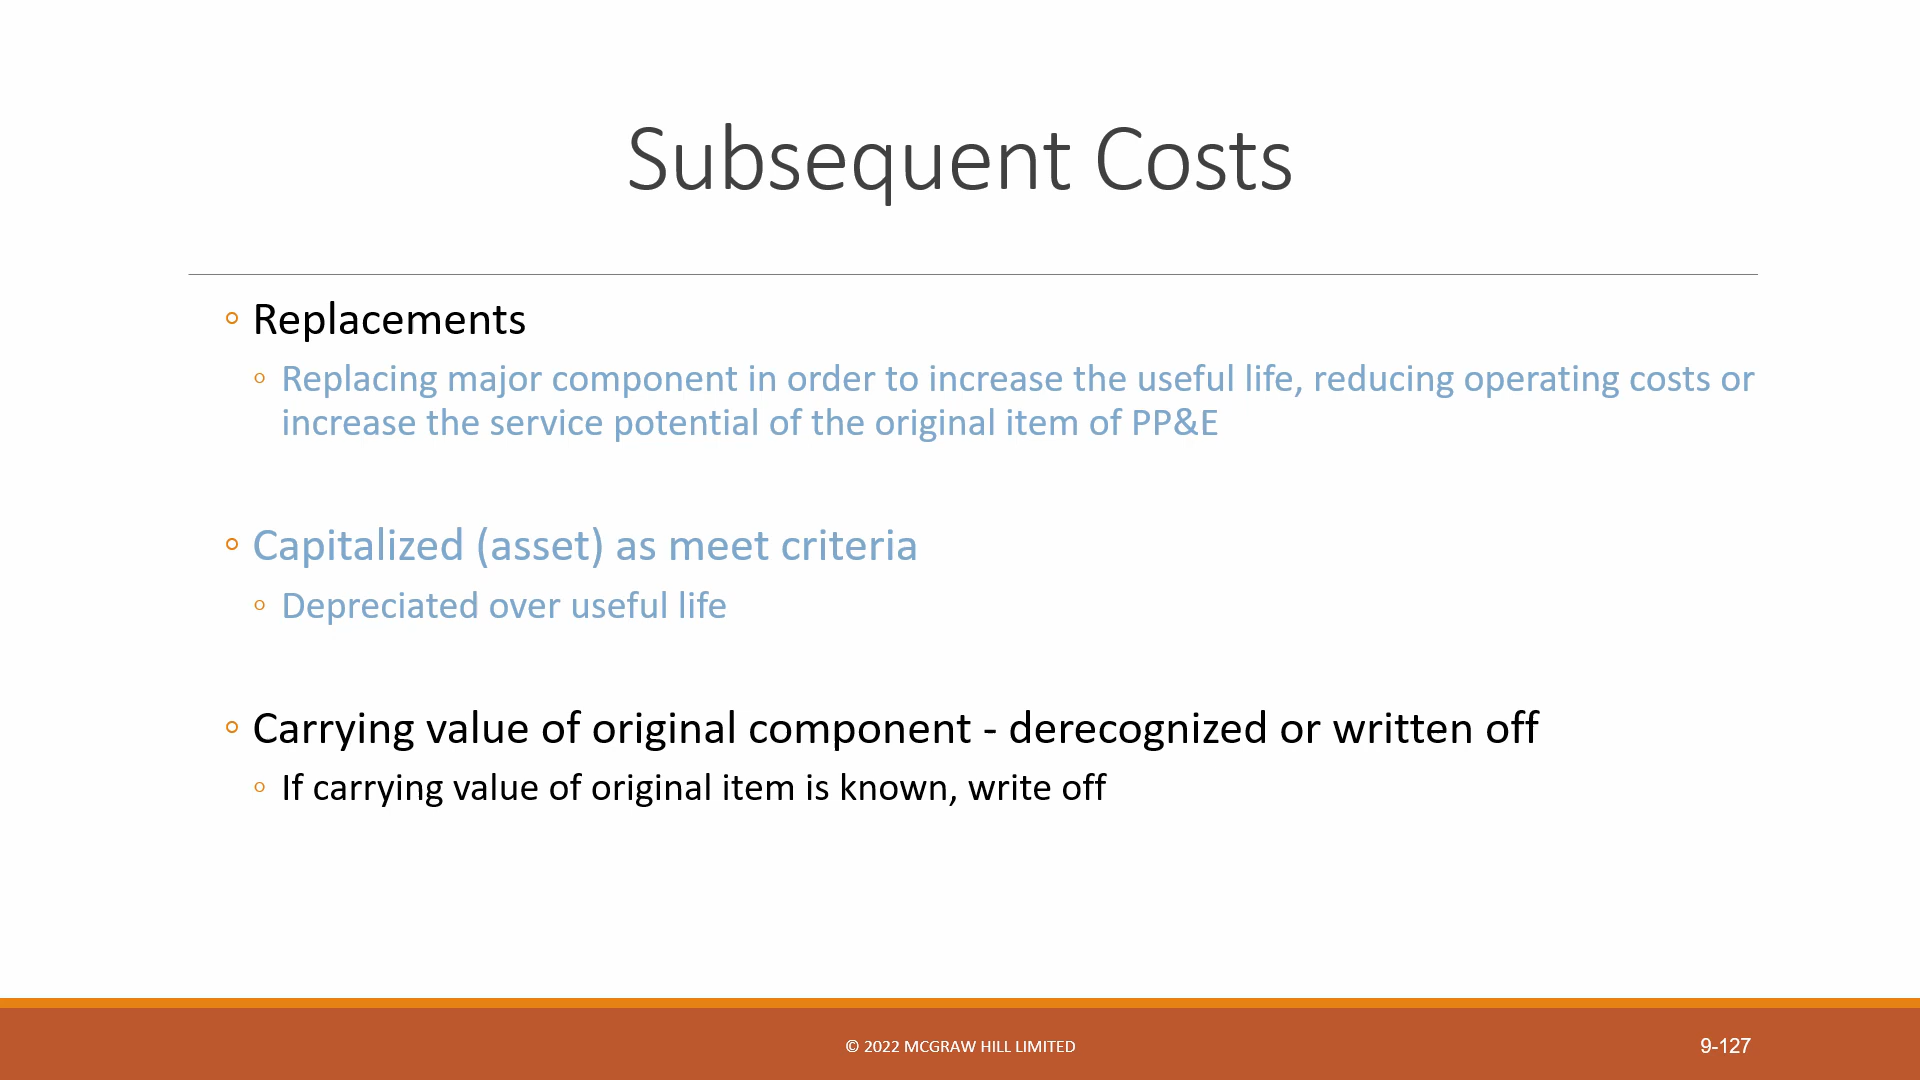 Subsequent Costs
◦ Replacements
◦ Replacing major component in order to increase the useful life, reducing operating costs or
increase the service potential of the original item of PP&E
◦ Capitalized (asset) as meet criteria
◦ Depreciated over useful life
◦ Carrying value of original component - derecognized or written off
◦ If carrying value of original item is known, write off
© 2022 MCGRAW HILL LIMITED
9-127